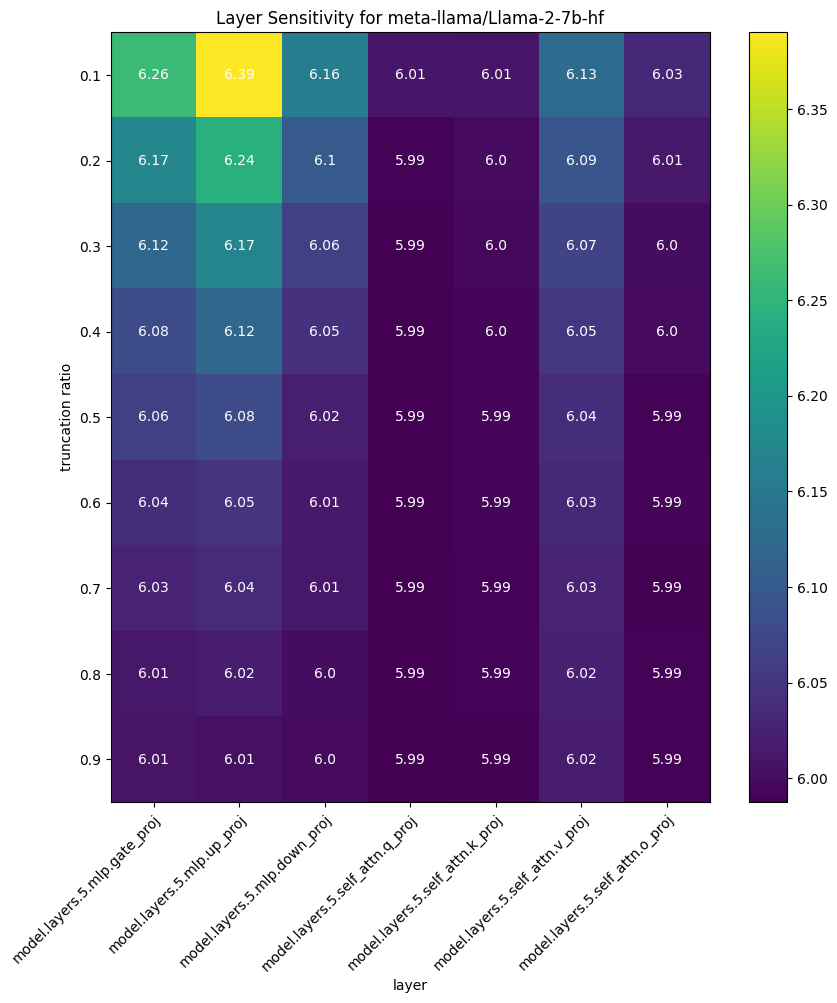 Layer Sensitivity for meta-llama/Llama-2-7b-hf
0.1 6.26 6.39 6.16 6.01 6.01 6.13 6.03
0.2 6.17 6.24 6.1 5.99 6.0 6.09 6.01
0.3 6.12 6.17 6.06 5.99 6.0 6.07 6.0
0.4 6.08 6.12 6.05 5.99 6.0 6.05 6.0
0.5 6.06 6.08 6.02 5.99 5.99 6.04 5.99
0.6 6.04 6.05 6.01 5.99 5.99 6.03 5.99
0.7 6.03 6.04 6.01 5.99 5.99 6.03 5.99
0.8 6.01 6.02 6.0 5.99 5.99 6.02 5.99
0.9 6.01 6.01 6.0 5.99 5.99 6.02 5.99
truncation ratio
model.layers.5.mlp.gate_proj
model.layers.5.mlp.up_proj
model.layers.5.mlp.down_proj
model.layers.5.self_attn.q_proj
model.layers.5.self_attn.k_proj
model.layers.5.self_attn.v_proj
model.layers.5.self_attn.o_proj
layer
6.35
6.30
6.25
6.20
6.15
6.10
6.05
6.00